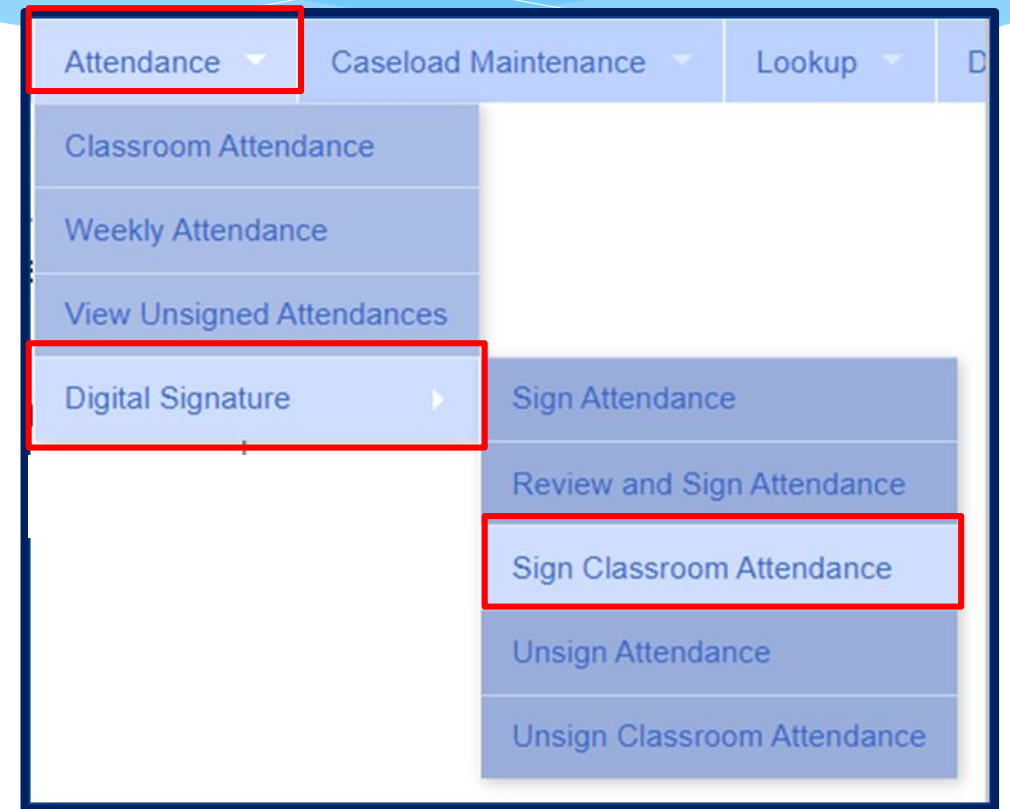 Attendance Caseload Maintenance Lookup D
Classroom Attendance
Weekly Attendance
View Unsigned Attendances
Digital Signature
Sign Attendance
Review and Sign Attendance
Sign Classroom Attendance
Unsign Attendance
Unsign Classroom Attendance